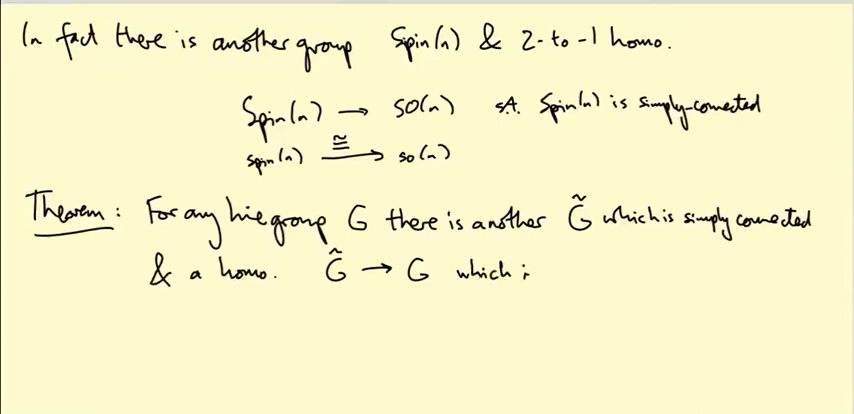 In fact there is another group Spin(n) & 2-to-1 homo.
Spin(n) → SO(n) s.t. Spin(n) is simply-connected
spin(n) ≅→ so(n)
Theorem: For any Lie group G there is another G̃ which is simply connected
& a homo. G̃ → G which i